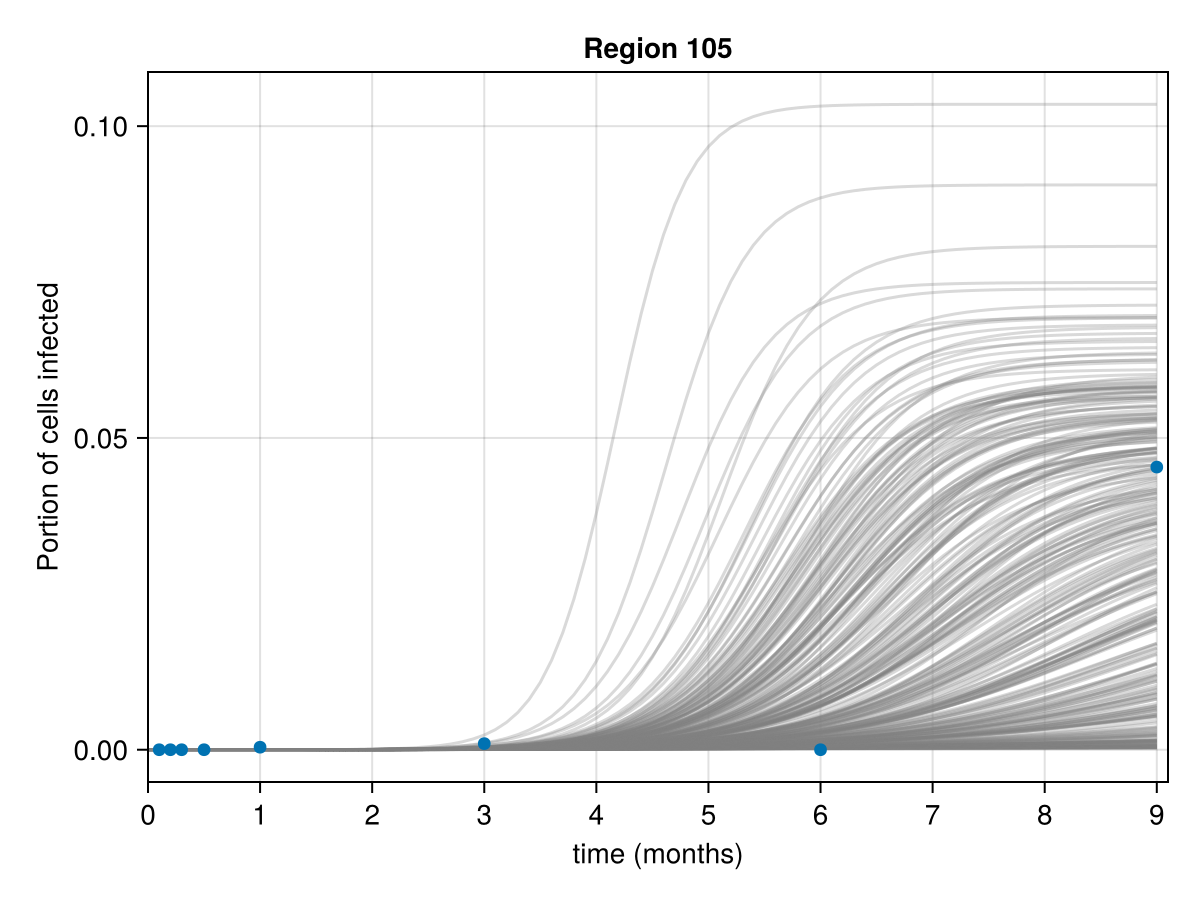 Region 105
0.10
0.05
0.00
Portion of cells infected
0 1 2 3 4 5 6 7 8 9
time (months)